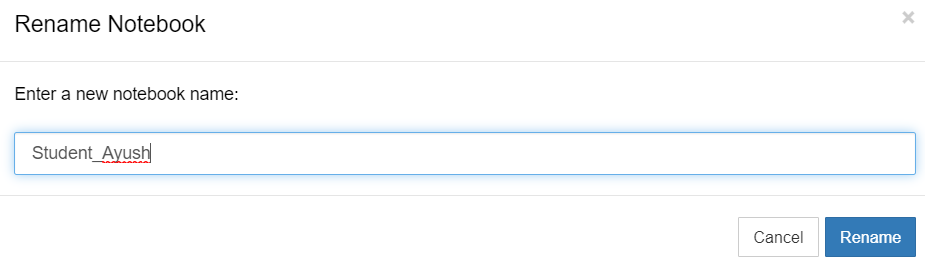 Rename Notebook
×
Enter a new notebook name:
Student_Ayush
Cancel
Rename